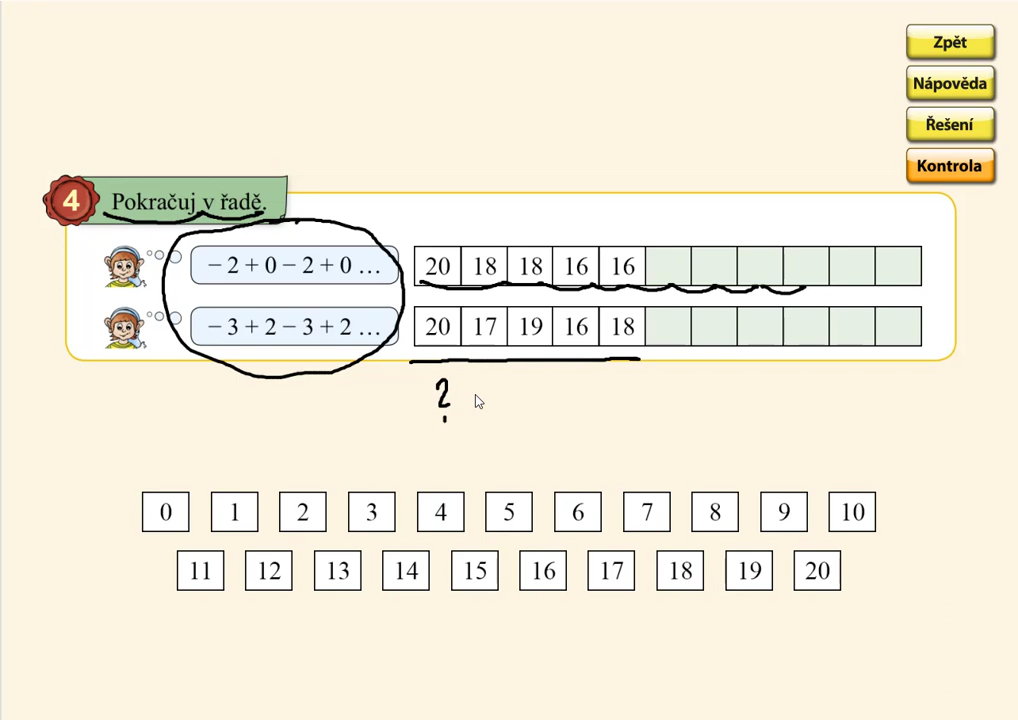 Zpět
Nápověda
Řešení
Kontrola
4 Pokračuj v řadě.
− 2 + 0 − 2 + 0 ... 20 18 18 16 16
− 3 + 2 − 3 + 2 ... 20 17 19 16 18
?
0 1 2 3 4 5 6 7 8 9 10
11 12 13 14 15 16 17 18 19 20